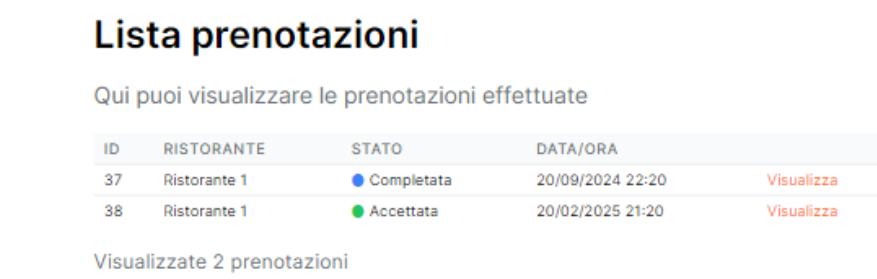 Lista prenotazioni
Qui puoi visualizzare le prenotazioni effettuate
ID RISTORANTE STATO DATA/ORA
37 Ristorante 1 Completata 20/09/2024 22:20 Visualizza
38 Ristorante 1 Accettata 20/02/2025 21:20 Visualizza
Visualizzate 2 prenotazioni